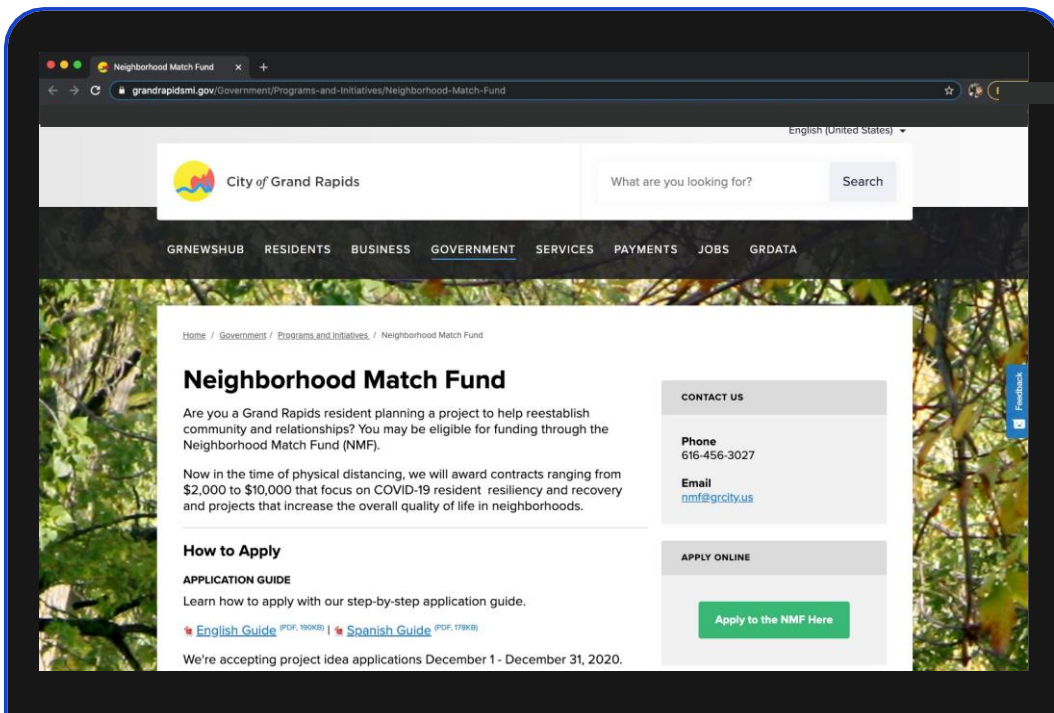 Neighborhood Match Fund
grandrapidsmi.gov/Government/Programs-and-Initiatives/Neighborhood-Match-Fund
English (United States)
City of Grand Rapids
What are you looking for?
Search
GRNEWSHUB RESIDENTS BUSINESS GOVERNMENT SERVICES PAYMENTS JOBS GRDATA
Home / Government / Programs and Initiatives / Neighborhood Match Fund
Neighborhood Match Fund
Are you a Grand Rapids resident planning a project to help reestablish
community and relationships? You may be eligible for funding through the
Neighborhood Match Fund (NMF).
Now in the time of physical distancing, we will award contracts ranging from
$2,000 to $10,000 that focus on COVID-19 resident resiliency and recovery
and projects that increase the overall quality of life in neighborhoods.
How to Apply
APPLICATION GUIDE
Learn how to apply with our step-by-step application guide.
English Guide (PDF, 190KB) | Spanish Guide (PDF, 178KB)
We're accepting project idea applications December 1 - December 31, 2020.
CONTACT US
Phone
616-456-3027
Email
nmf@grcity.us
APPLY ONLINE
Apply to the NMF Here
Feedback